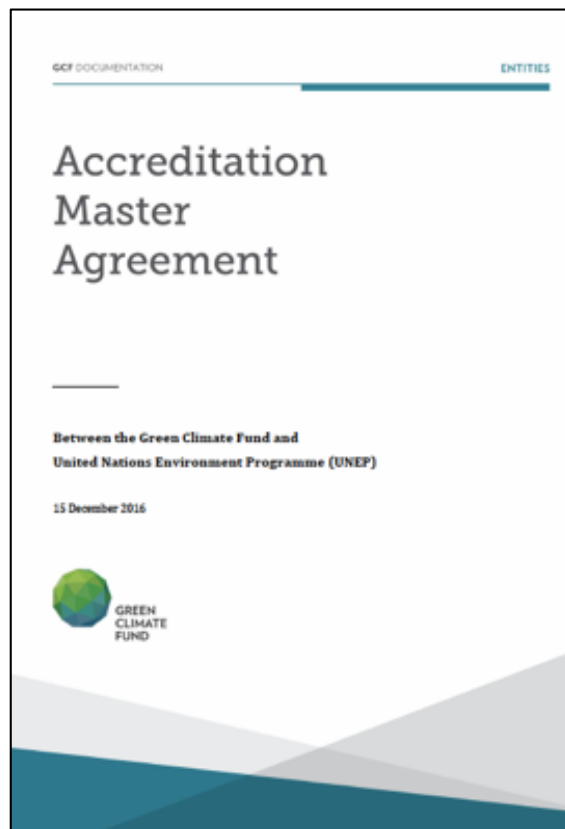 GCF DOCUMENTATION
ENTITIES
Accreditation
Master
Agreement
Between the Green Climate Fund and
United Nations Environment Programme (UNEP)
15 December 2016
GREEN
CLIMATE
FUND